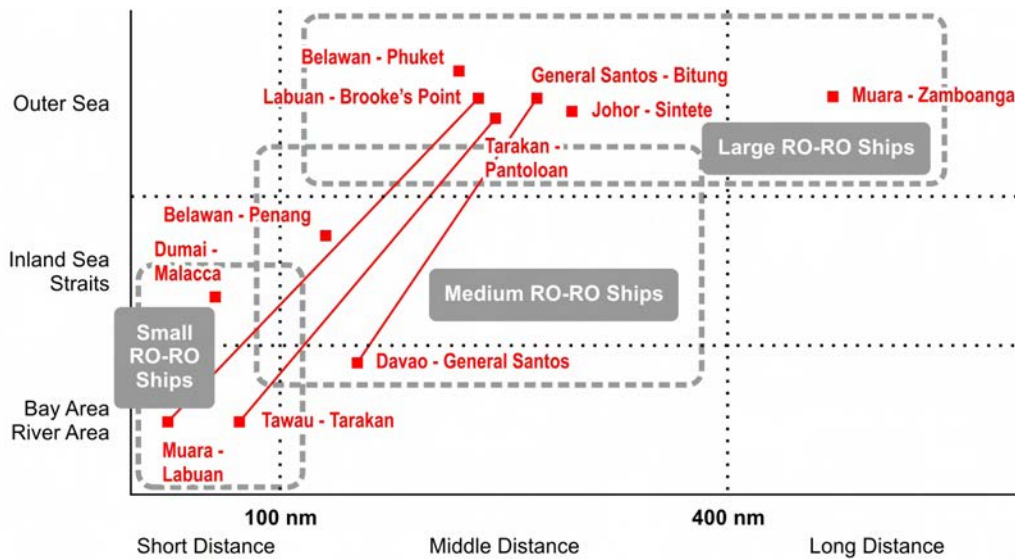 Belawan - Phuket
General Santos - Bitung
Outer Sea
Labuan - Brooke's Point
Johor - Sintete
Muara - Zamboanga
Tarakan -
Pantoloan
Large RO-RO Ships
Belawan - Penang
Dumai -
Malacca
Inland Sea
Straits
Medium RO-RO Ships
Small
RO-RO
Ships
Davao - General Santos
Bay Area
River Area
Tawau - Tarakan
Muara -
Labuan
100 nm
400 nm
Short Distance
Middle Distance
Long Distance